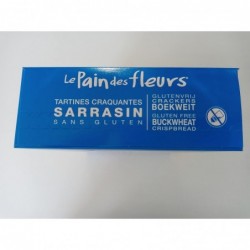 Le Pain des fleurs
TARTINES CRAQUANTES
SARRASIN
SANS GLUTEN
GLUTENVRIJ
CRACKERS
BOEKWEIT
GLUTEN FREE
BUCKWHEAT
CRISPBREAD